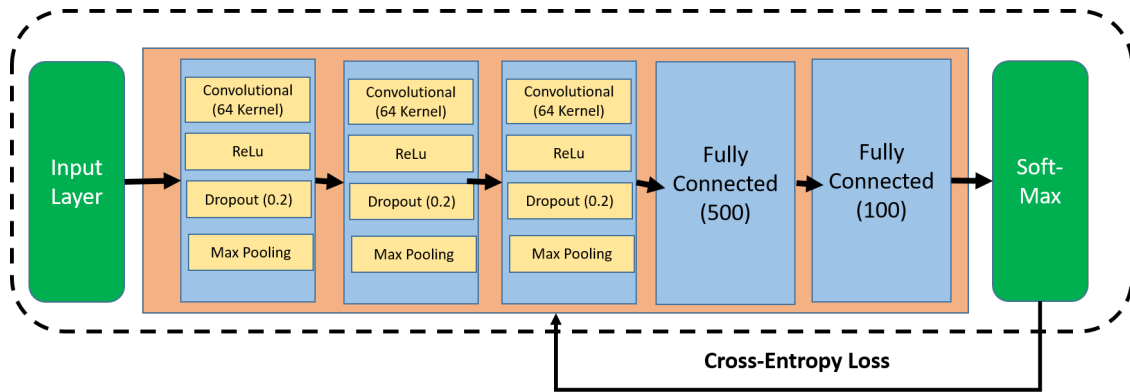 Input
Layer
Convolutional
(64 Kernel)
ReLu
Dropout (0.2)
Max Pooling
Convolutional
(64 Kernel)
ReLu
Dropout (0.2)
Max Pooling
Convolutional
(64 Kernel)
ReLu
Dropout (0.2)
Max Pooling
Fully
Connected
(500)
Fully
Connected
(100)
Soft-
Max
Cross-Entropy Loss